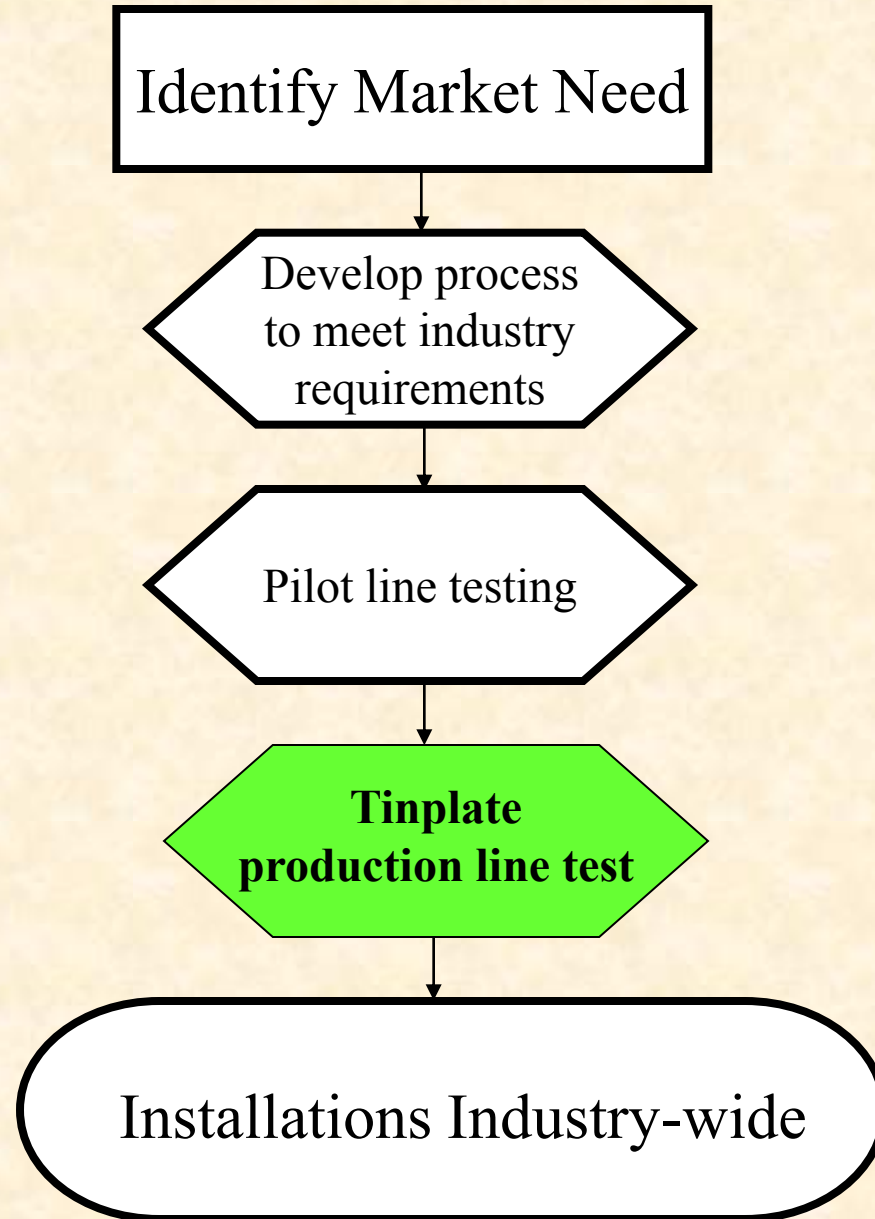 Identify Market Need
Develop process
to meet industry
requirements
Pilot line testing
Tinplate
production line test
Installations Industry-wide